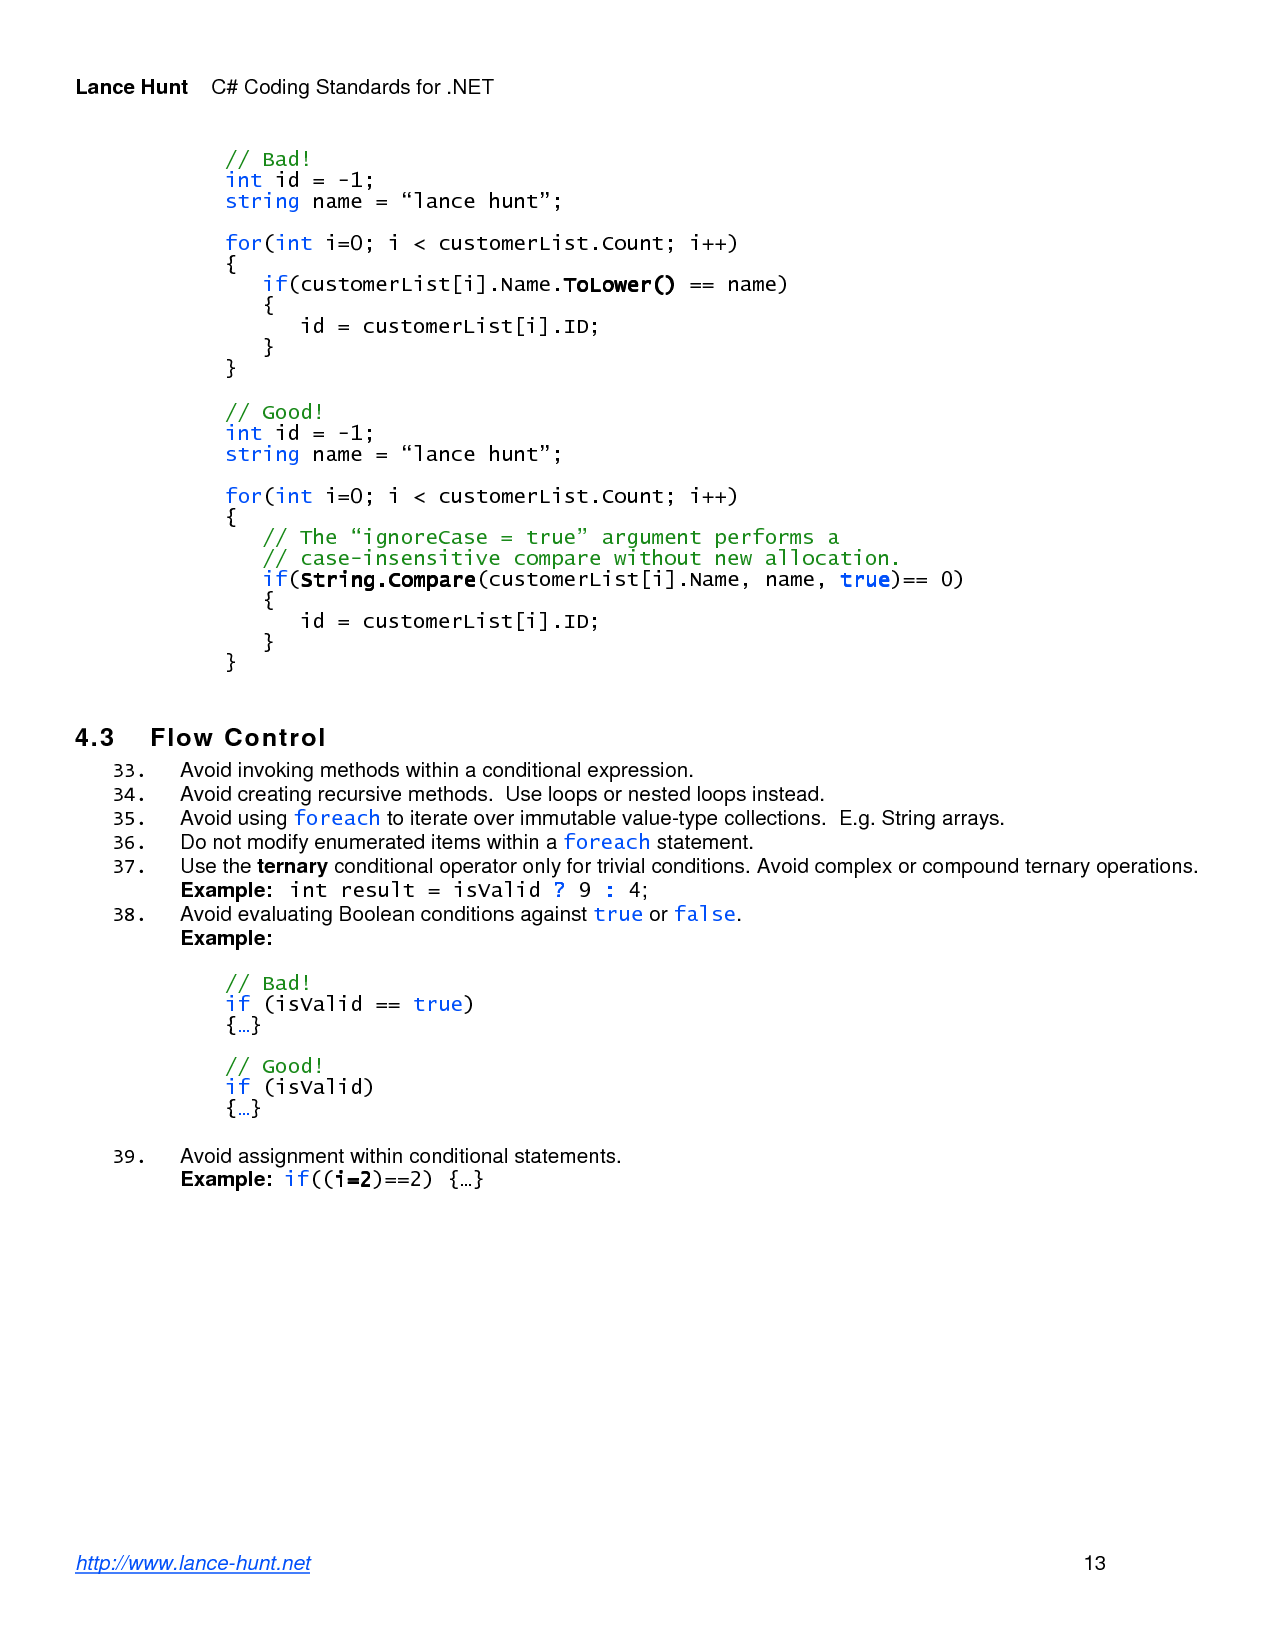 Lance Hunt C# Coding Standards for .NET
// Bad!
int id = -1;
string name = “lance hunt”;
for(int i=0; i < customerList.Count; i++)
{
if(customerList[i].Name.ToLower() == name)
{
id = customerList[i].ID;
}
}
// Good!
int id = -1;
string name = “lance hunt”;
for(int i=0; i < customerList.Count; i++)
{
// The “ignoreCase = true” argument performs a
// case-insensitive compare without new allocation.
if(String.Compare(customerList[i].Name, name, true)== 0)
{
id = customerList[i].ID;
}
}
4.3 Flow Control
33. Avoid invoking methods within a conditional expression.
34. Avoid creating recursive methods. Use loops or nested loops instead.
35. Avoid using foreach to iterate over immutable value-type collections. E.g. String arrays.
36. Do not modify enumerated items within a foreach statement.
37. Use the ternary conditional operator only for trivial conditions. Avoid complex or compound ternary operations.
Example: int result = isValid ? 9 : 4;
38. Avoid evaluating Boolean conditions against true or false.
Example:
// Bad!
if (isValid == true)
{…}
// Good!
if (isValid)
{…}
39. Avoid assignment within conditional statements.
Example: if((i=2)==2) {…}
http://www.lance-hunt.net 13